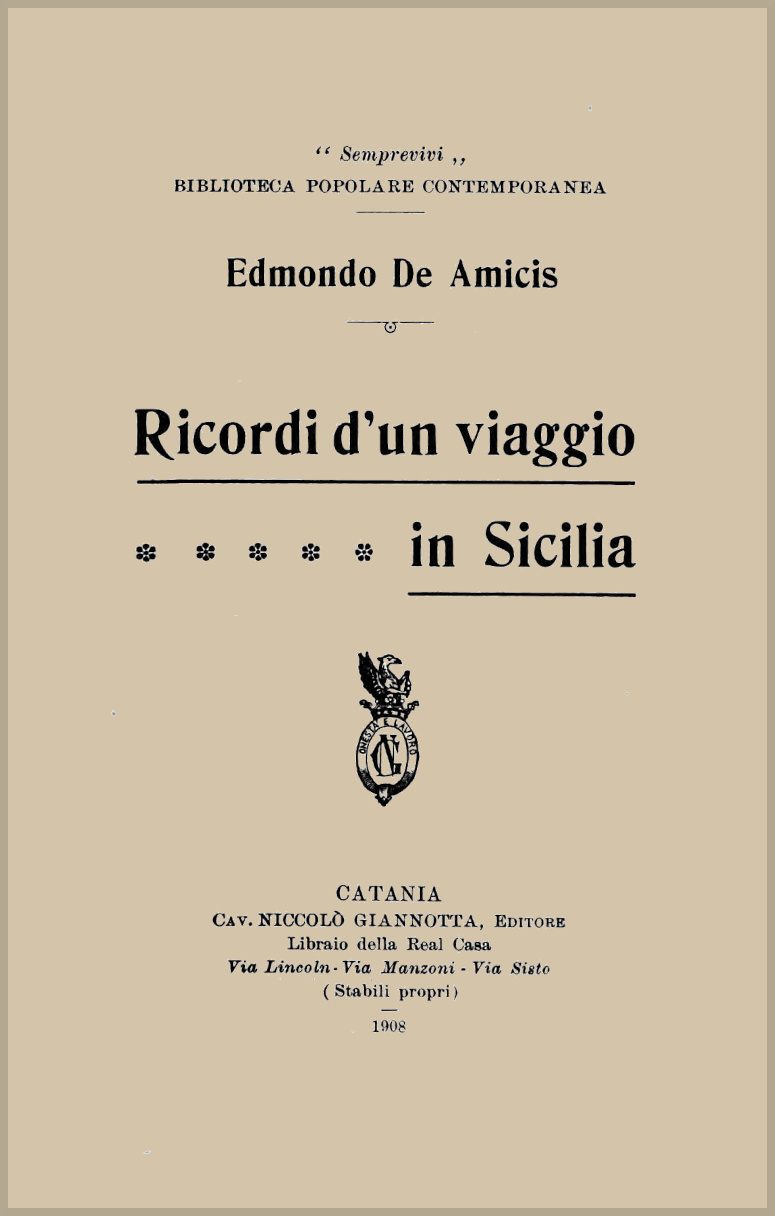 “ Semprevivi ,,
BIBLIOTECA POPOLARE CONTEMPORANEA
Edmondo De Amicis
Ricordi d'un viaggio
in Sicilia
ONESTÀ E LAVORO
NG
CATANIA
CAV. NICCOLÒ GIANNOTTA, EDITORE
Libraio della Real Casa
Via Lincoln - Via Manzoni - Via Sisto
( Stabili propri )
1908